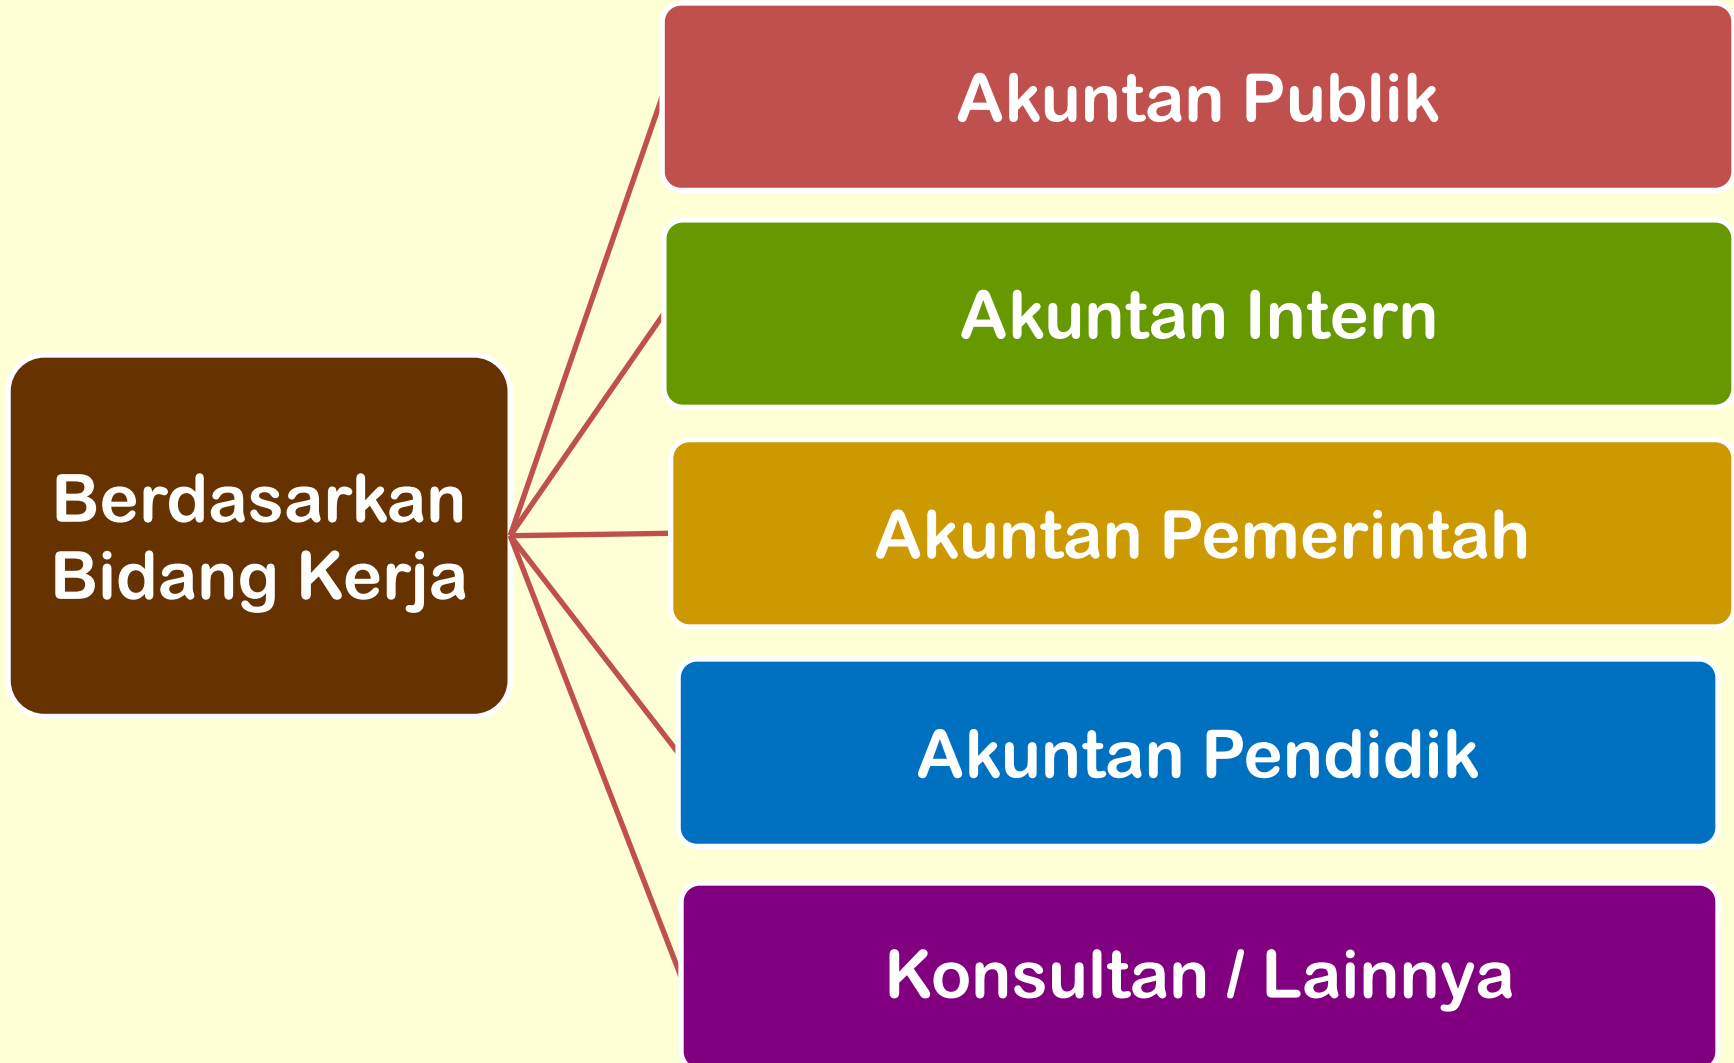 Berdasarkan
Bidang Kerja
Akuntan Publik
Akuntan Intern
Akuntan Pemerintah
Akuntan Pendidik
Konsultan / Lainnya